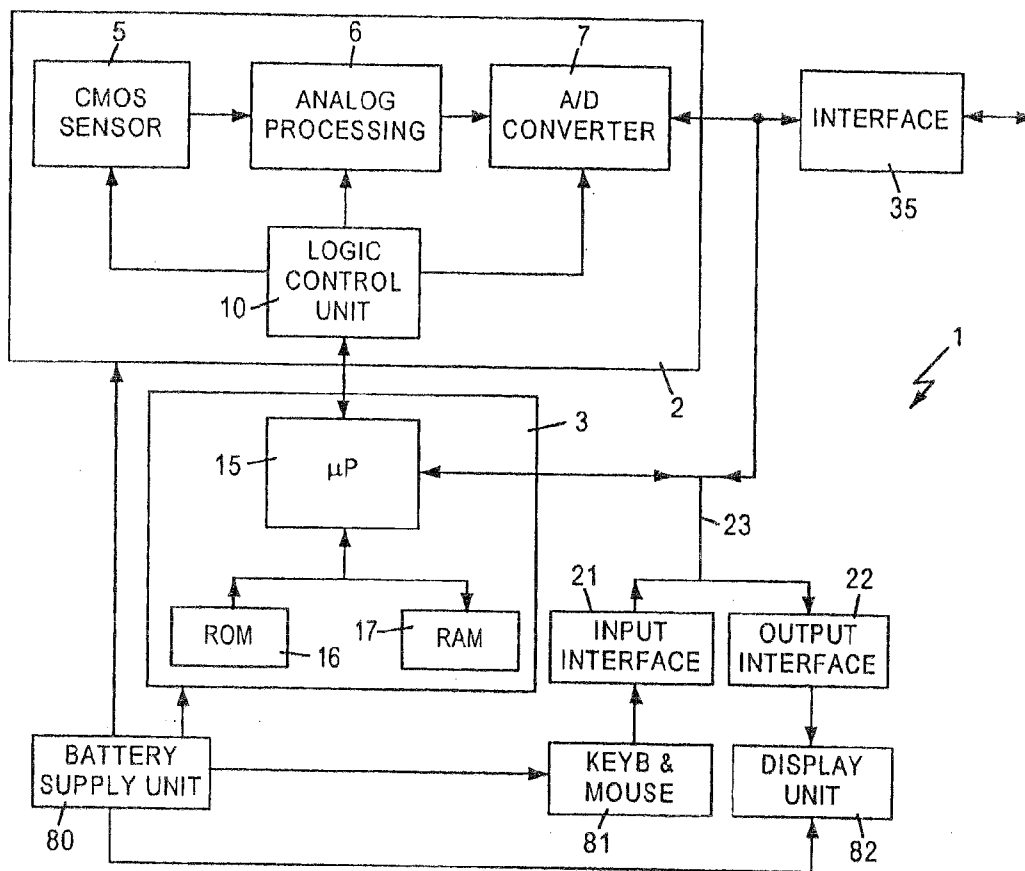 5
6
7
CMOS
SENSOR
ANALOG
PROCESSING
A/D
CONVERTER
INTERFACE
35
LOGIC
CONTROL
UNIT
10
1
2
3
15
µP
23
21
22
ROM
16
17
RAM
INPUT
INTERFACE
OUTPUT
INTERFACE
BATTERY
SUPPLY UNIT
80
KEYB &
MOUSE
81
DISPLAY
UNIT
82